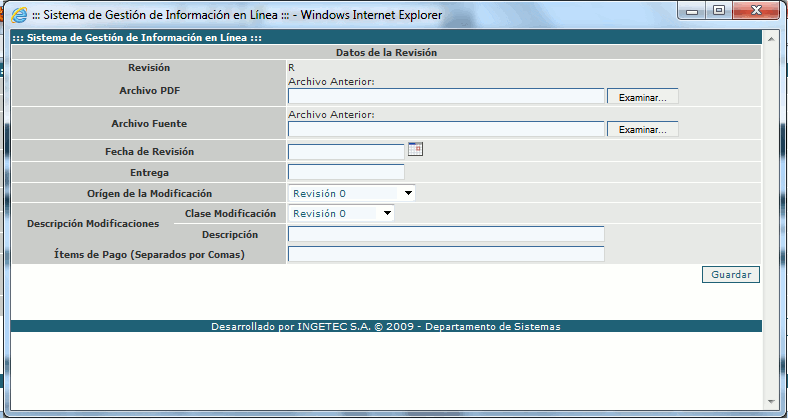 ::: Sistema de Gestión de Información en Línea ::: - Windows Internet Explorer
::: Sistema de Gestión de Información en Línea :::
Datos de la Revisión
Revisión R
Archivo PDF Archivo Anterior:
Examinar...
Archivo Fuente Archivo Anterior:
Examinar...
Fecha de Revisión
Entrega
Orígen de la Modificación Revisión 0
Descripción Modificaciones Clase Modificación Revisión 0
Descripción
Ítems de Pago (Separados por Comas)
Guardar
Desarrollado por INGETEC S.A. © 2009 - Departamento de Sistemas